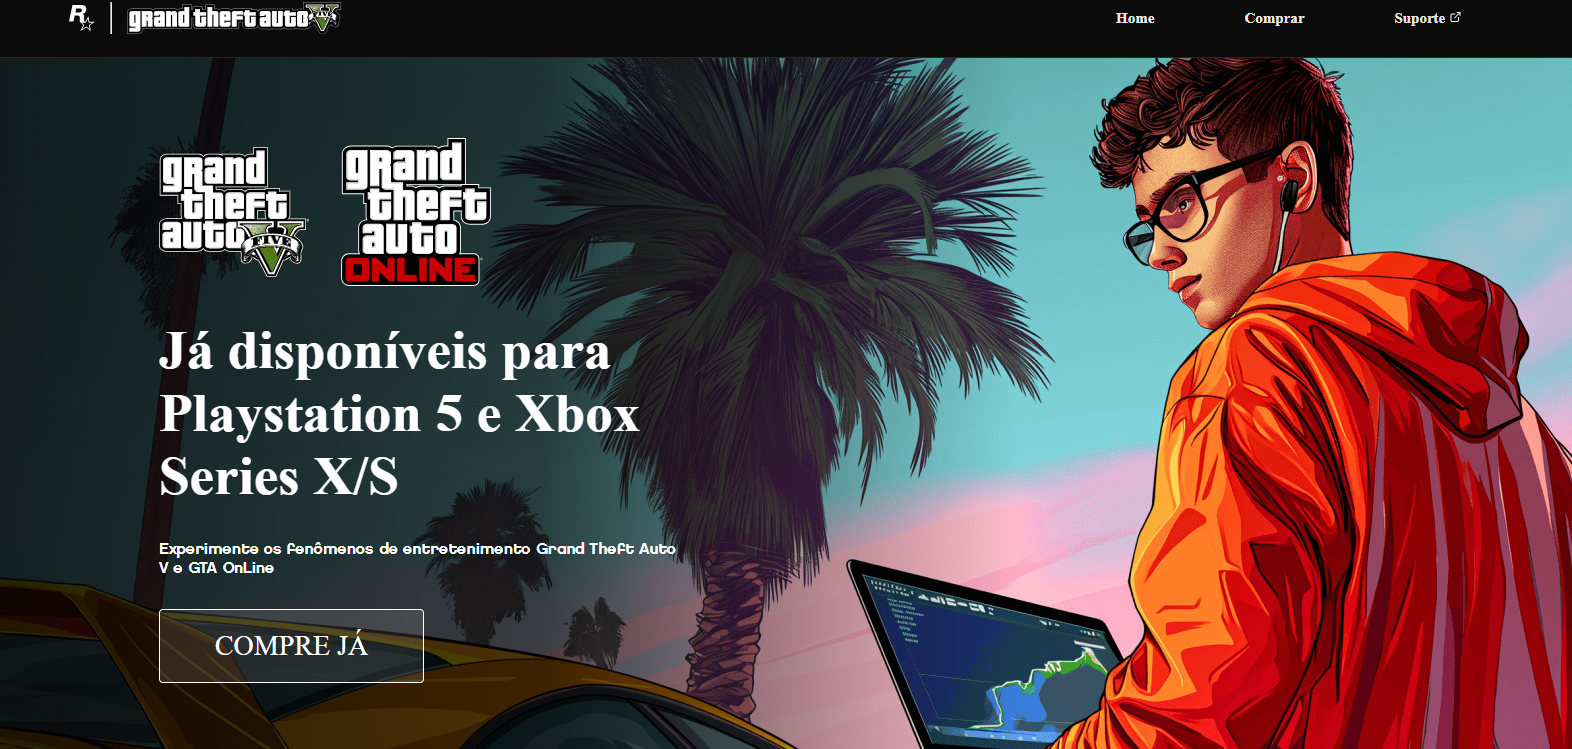 R
grand theft auto V FIVE
Home
Comprar
Suporte
grand
theft
auto V
FIVE
grand
theft
auto
ONLINE
Já disponíveis para
Playstation 5 e Xbox
Series X/S
Experimente os fenômenos de entretenimento Grand Theft Auto
V e GTA OnLine
COMPRE JÁ